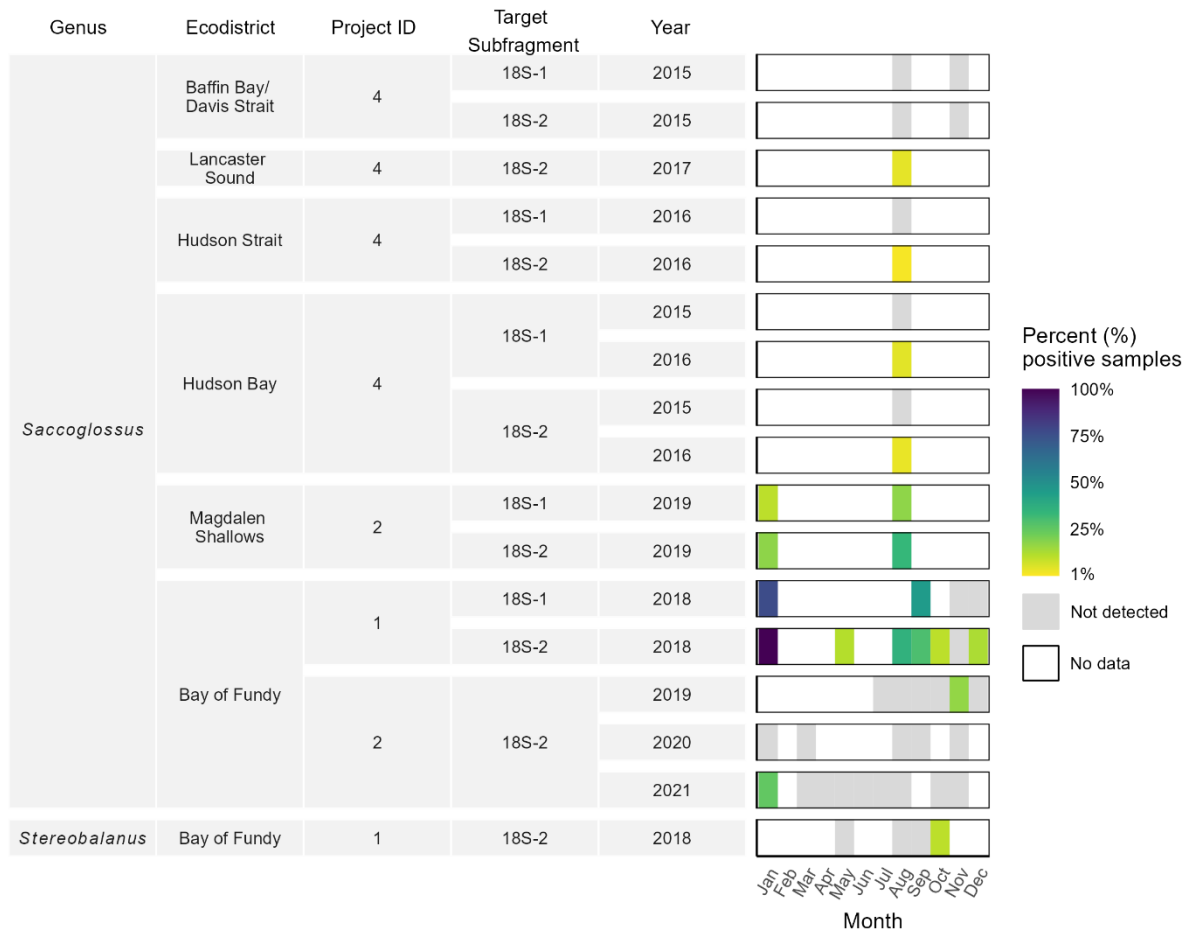 Genus
Ecodistrict
Project ID
Target
Subfragment
Year
Saccoglossus
Baffin Bay/
Davis Strait
4
18S-1
2015
18S-2
2015
Lancaster
Sound
4
18S-2
2017
Hudson Strait
4
18S-1
2016
18S-2
2016
Hudson Bay
4
18S-1
2015
2016
18S-2
2015
2016
Magdalen
Shallows
2
18S-1
2019
18S-2
2019
Bay of Fundy
1
18S-1
2018
18S-2
2018
2
18S-2
2019
2020
2021
Stereobalanus
Bay of Fundy
1
18S-2
2018
Jan
Feb
Mar
Apr
May
Jun
Jul
Aug
Sep
Oct
Nov
Dec
Month
Percent (%)
positive samples
100%
75%
50%
25%
1%
Not detected
No data